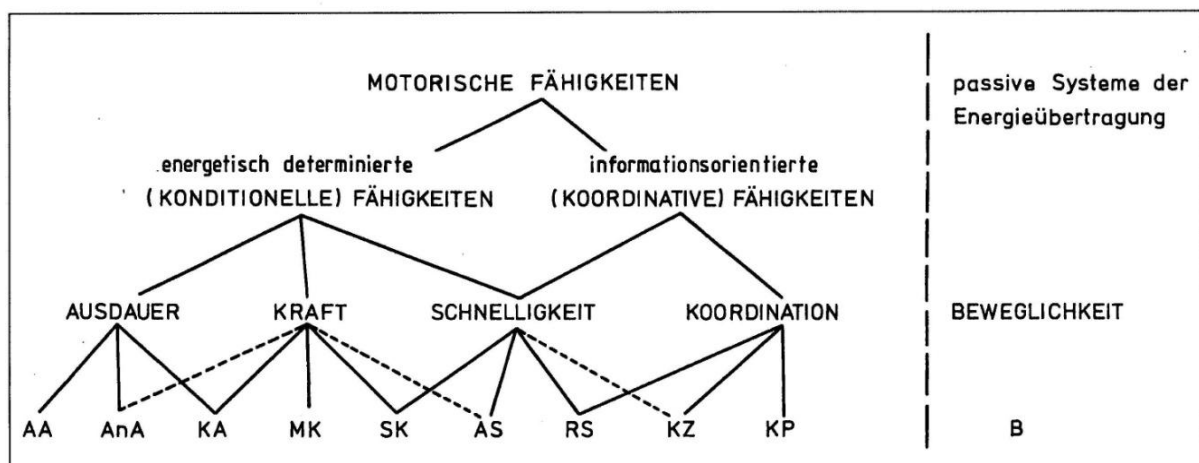 MOTORISCHE FÄHIGKEITEN
passive Systeme der
Energieübertragung
energetisch determinierte
(KONDITIONELLE) FÄHIGKEITEN
informationsorientierte
(KOORDINATIVE) FÄHIGKEITEN
AUSDAUER
KRAFT
SCHNELLIGKEIT
KOORDINATION
BEWEGLICHKEIT
AA
AnA
KA
MK
SK
AS
RS
KZ
KP
B